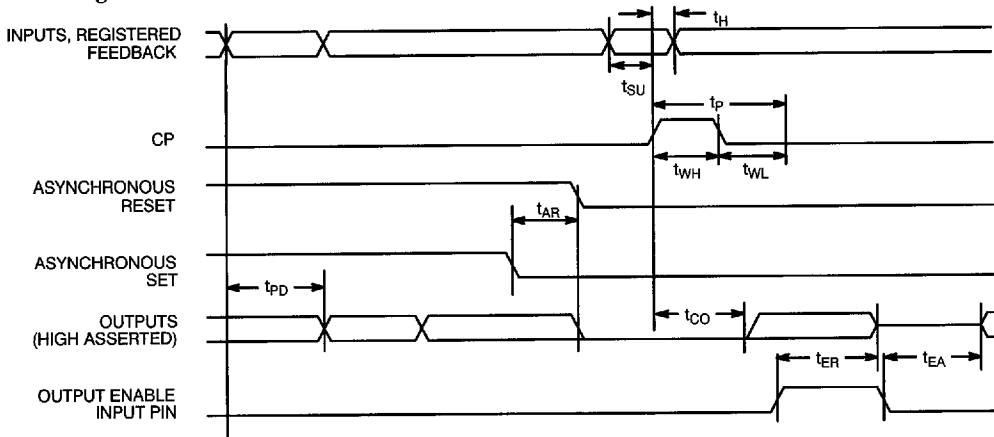 INPUTS, REGISTERED
FEEDBACK
tH
tSU
tP
CP
tWH
tWL
ASYNCHRONOUS
RESET
tAR
ASYNCHRONOUS
SET
tPD
OUTPUTS
(HIGH ASSERTED)
tCO
tER
tEA
OUTPUT ENABLE
INPUT PIN